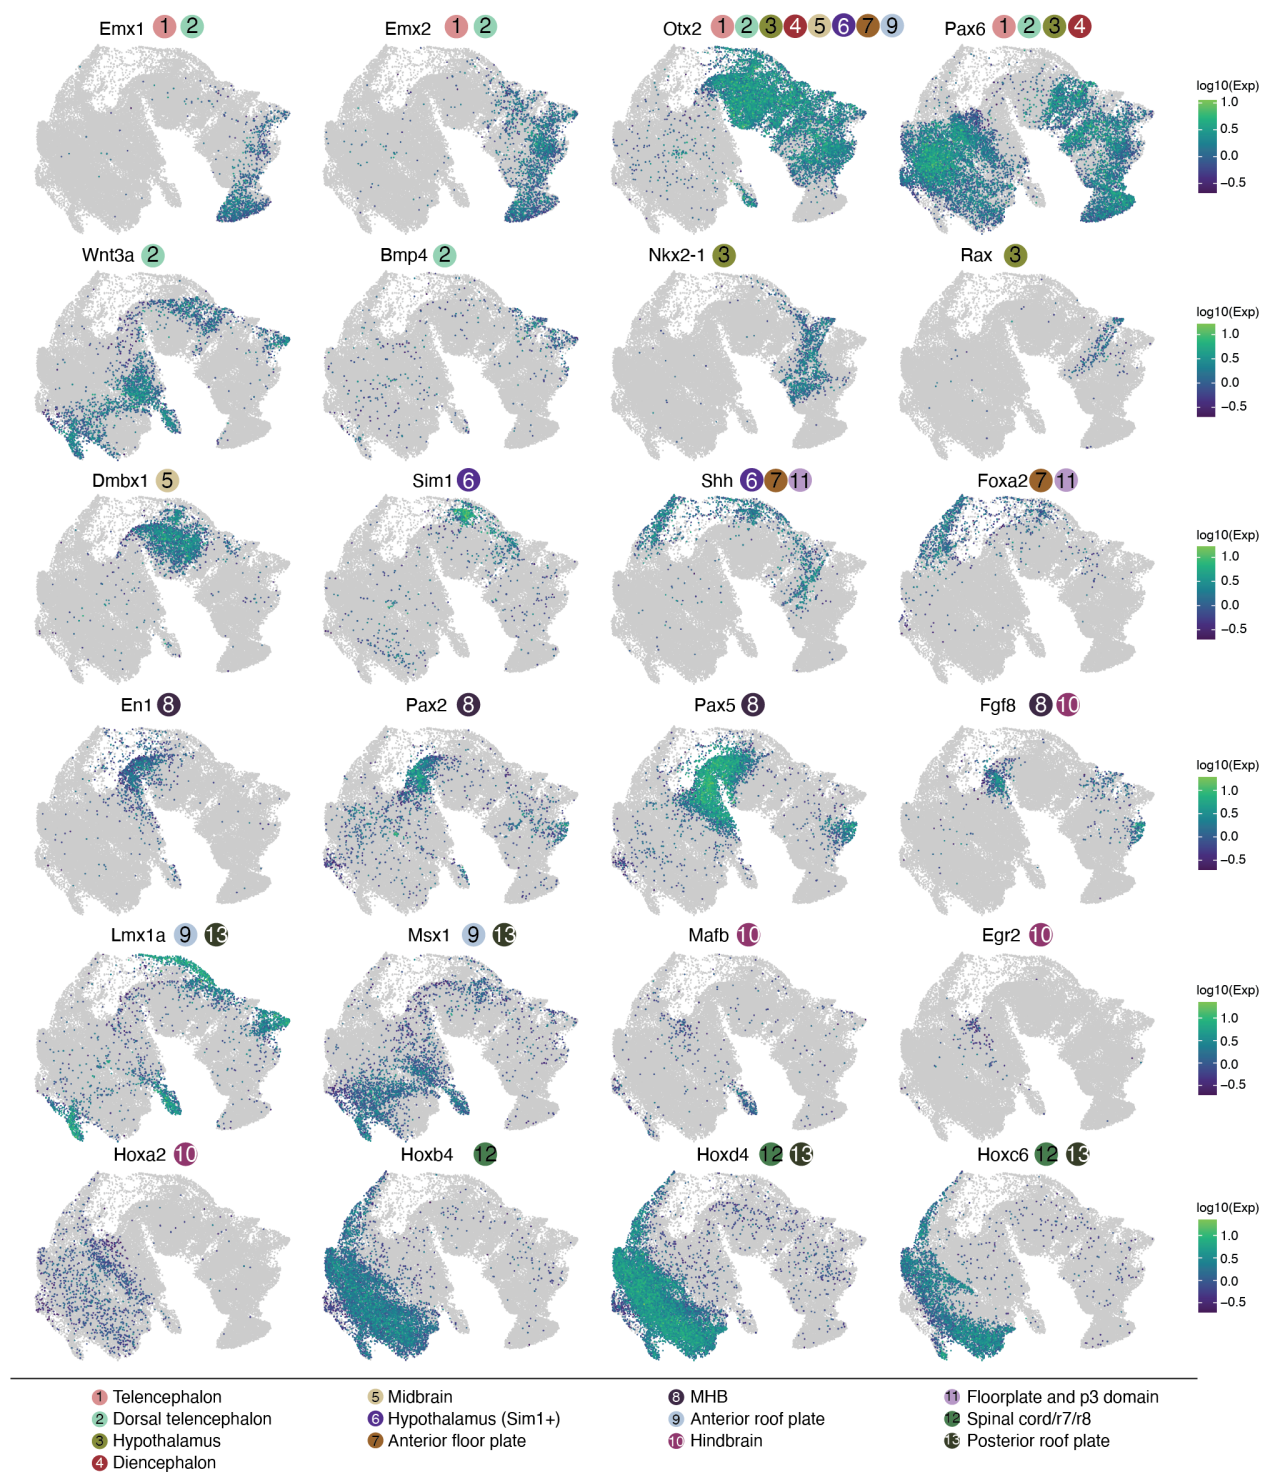 Emx1 1 2
Emx2 1 2
Otx2 1 2 3 4 5 6 7 9
Pax6 1 2 3 4
log10(Exp)
1.0
0.5
0.0
−0.5
Wnt3a 2
Bmp4 2
Nkx2-1 3
Rax 3
log10(Exp)
1.0
0.5
0.0
−0.5
Dmbx1 5
Sim1 6
Shh 6 7 11
Foxa2 7 11
log10(Exp)
1.0
0.5
0.0
−0.5
En1 8
Pax2 8
Pax5 8
Fgf8 8 10
log10(Exp)
1.0
0.5
0.0
−0.5
Lmx1a 9 13
Msx1 9 13
Mafb 10
Egr2 10
log10(Exp)
1.0
0.5
0.0
−0.5
Hoxa2 10
Hoxb4 12
Hoxd4 12 13
Hoxc6 12 13
log10(Exp)
1.0
0.5
0.0
−0.5
1 Telencephalon
2 Dorsal telencephalon
3 Hypothalamus
4 Diencephalon
5 Midbrain
6 Hypothalamus (Sim1+)
7 Anterior floor plate
8 MHB
9 Anterior roof plate
10 Hindbrain
11 Floorplate and p3 domain
12 Spinal cord/r7/r8
13 Posterior roof plate